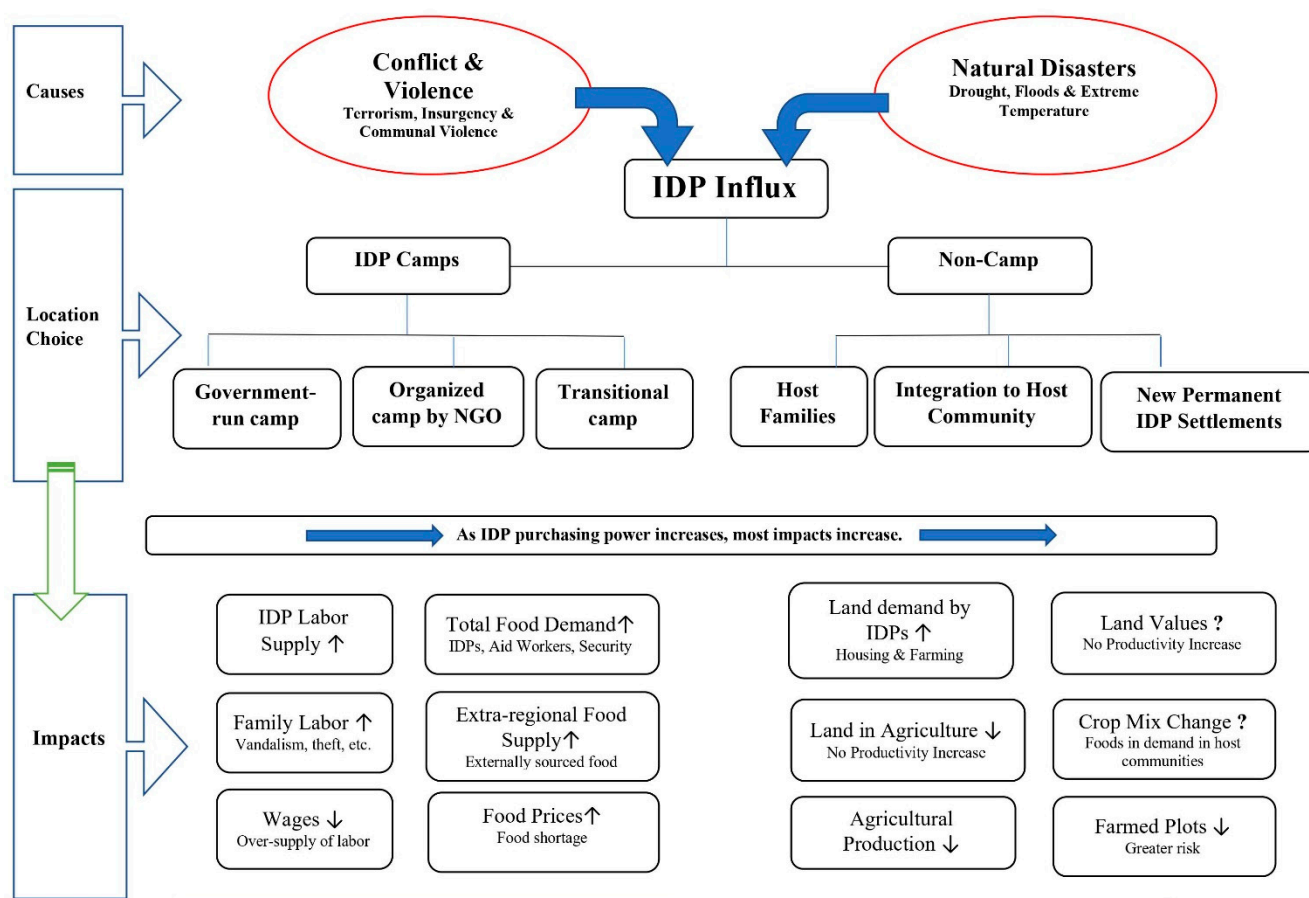 Causes
Conflict &
Violence
Terrorism, Insurgency &
Communal Violence
Natural Disasters
Drought, Floods & Extreme
Temperature
IDP Influx
Location
Choice
IDP Camps
Non-Camp
Government-
run camp
Organized
camp by NGO
Transitional
camp
Host
Families
Integration to Host
Community
New Permanent
IDP Settlements
As IDP purchasing power increases, most impacts increase.
Impacts
IDP Labor
Supply ↑
Total Food Demand↑
IDPs, Aid Workers, Security
Land demand by
IDPs ↑
Housing & Farming
Land Values ?
No Productivity Increase
Family Labor ↑
Vandalism, theft, etc.
Extra-regional Food
Supply↑
Externally sourced food
Land in Agriculture ↓
No Productivity Increase
Crop Mix Change ?
Foods in demand in host
communities
Wages ↓
Over-supply of labor
Food Prices↑
Food shortage
Agricultural
Production ↓
Farmed Plots ↓
Greater risk